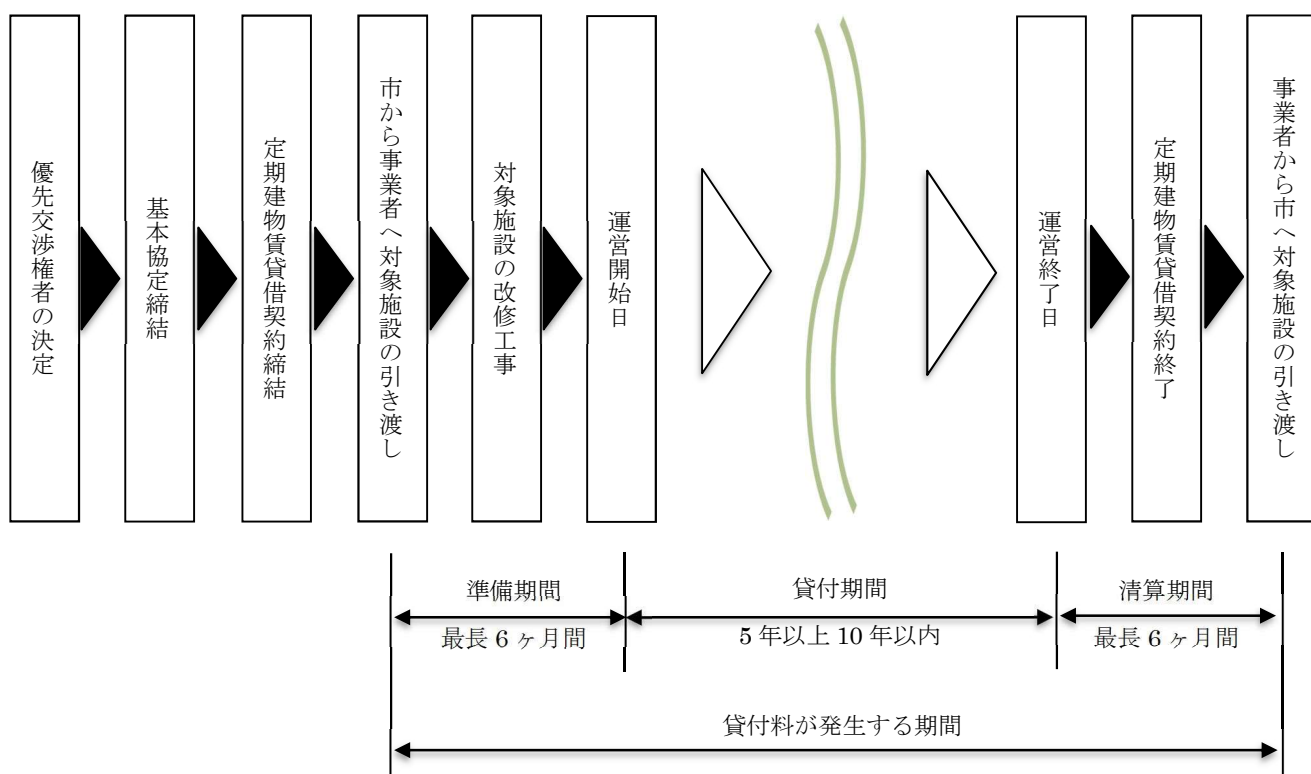 優先交渉権者の決定
基本協定締結
定期建物賃貸借契約締結
市から事業者へ対象施設の引き渡し
対象施設の改修工事
運営開始日
運営終了日
定期建物賃貸借契約終了
事業者から市へ対象施設の引き渡し
準備期間
最長 6 ヶ月間
貸付期間
5 年以上 10 年以内
清算期間
最長 6 ヶ月間
貸付料が発生する期間